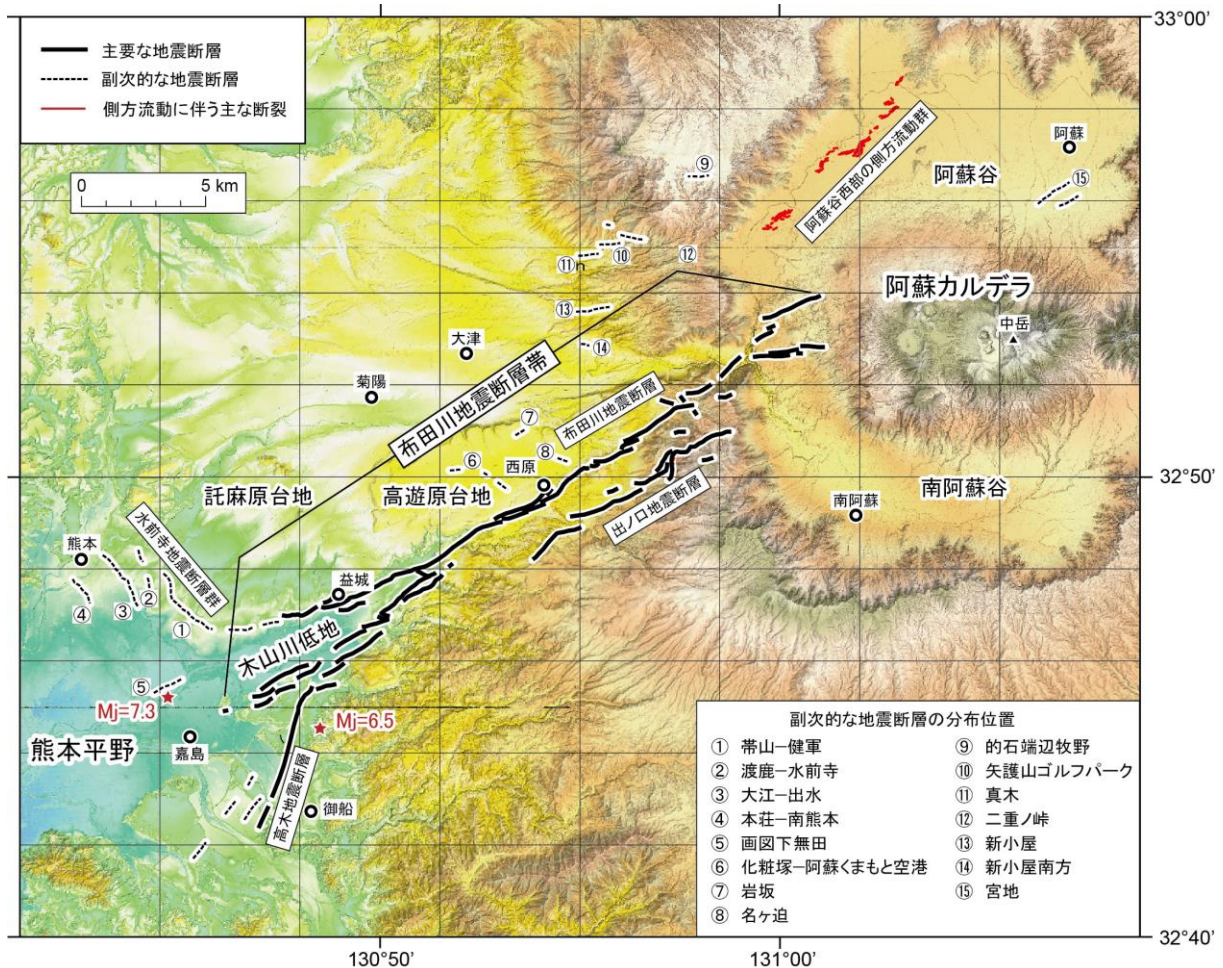 主要な地震断層
副次的な地震断層
側方流動に伴う主な断裂
0 5 km
33°00'
32°50'
32°40'
130°50'
131°00'
阿蘇
⑨
⑮
阿蘇谷
阿蘇谷西部の側方流動群
⑩
⑪n
⑫
阿蘇カルデラ
中岳
⑬
⑭
大津
菊陽
布田川地震断層帯
布田川地震断層
⑦
⑧
⑥
西原
託麻原台地
高遊原台地
出ノ口地震断層
南阿蘇谷
南阿蘇
水前寺地震断層群
熊本
益城
④
③
②
①
木山川低地
⑤
Mj=7.3
Mj=6.5
熊本平野
嘉島
高木地震断層
御船
副次的な地震断層の分布位置
① 帯山−健軍
② 渡鹿−水前寺
③ 大江−出水
④ 本荘−南熊本
⑤ 画図下無田
⑥ 化粧塚−阿蘇くまもと空港
⑦ 岩坂
⑧ 名ヶ迫
⑨ 的石端辺牧野
⑩ 矢護山ゴルフパーク
⑪ 真木
⑫ 二重ノ峠
⑬ 新小屋
⑭ 新小屋南方
⑮ 宮地